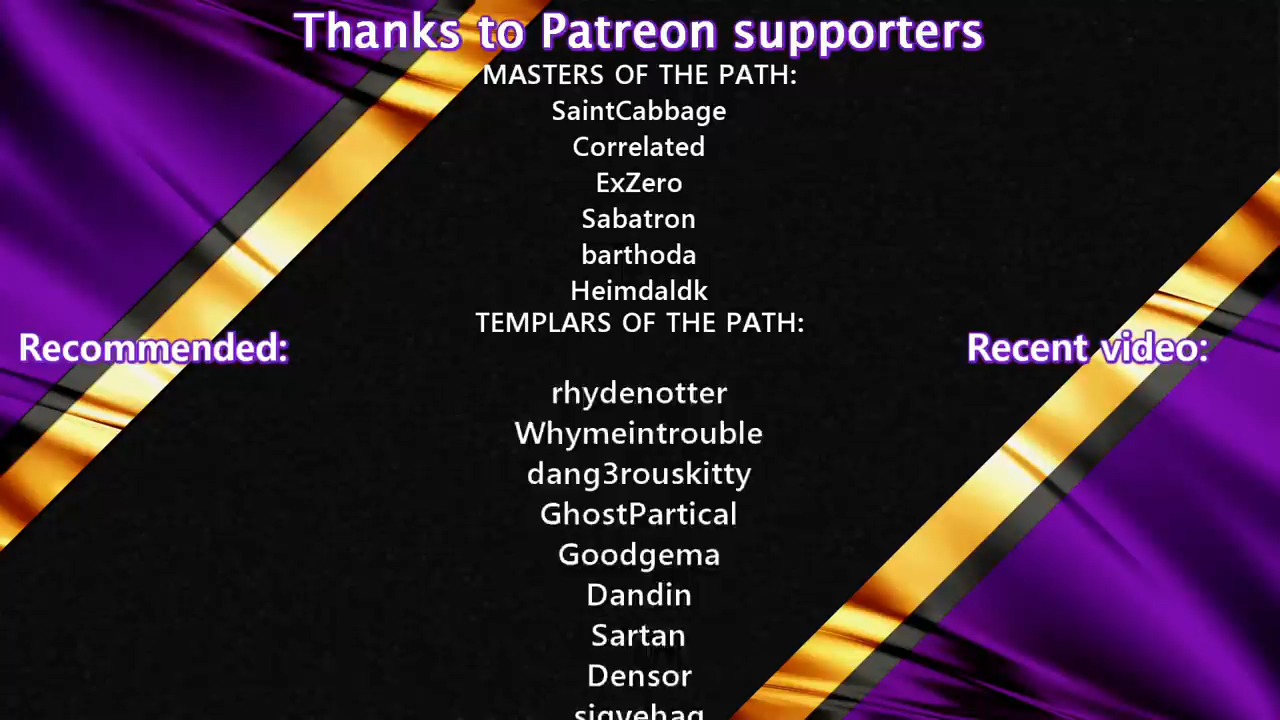 Thanks to Patreon supporters
MASTERS OF THE PATH:
SaintCabbage
Correlated
ExZero
Sabatron
barthoda
Heimdaldk
TEMPLARS OF THE PATH:
Recommended:
Recent video:
rhydenotter
Whymeintrouble
dang3rouskitty
GhostPartical
Goodgema
Dandin
Sartan
Densor